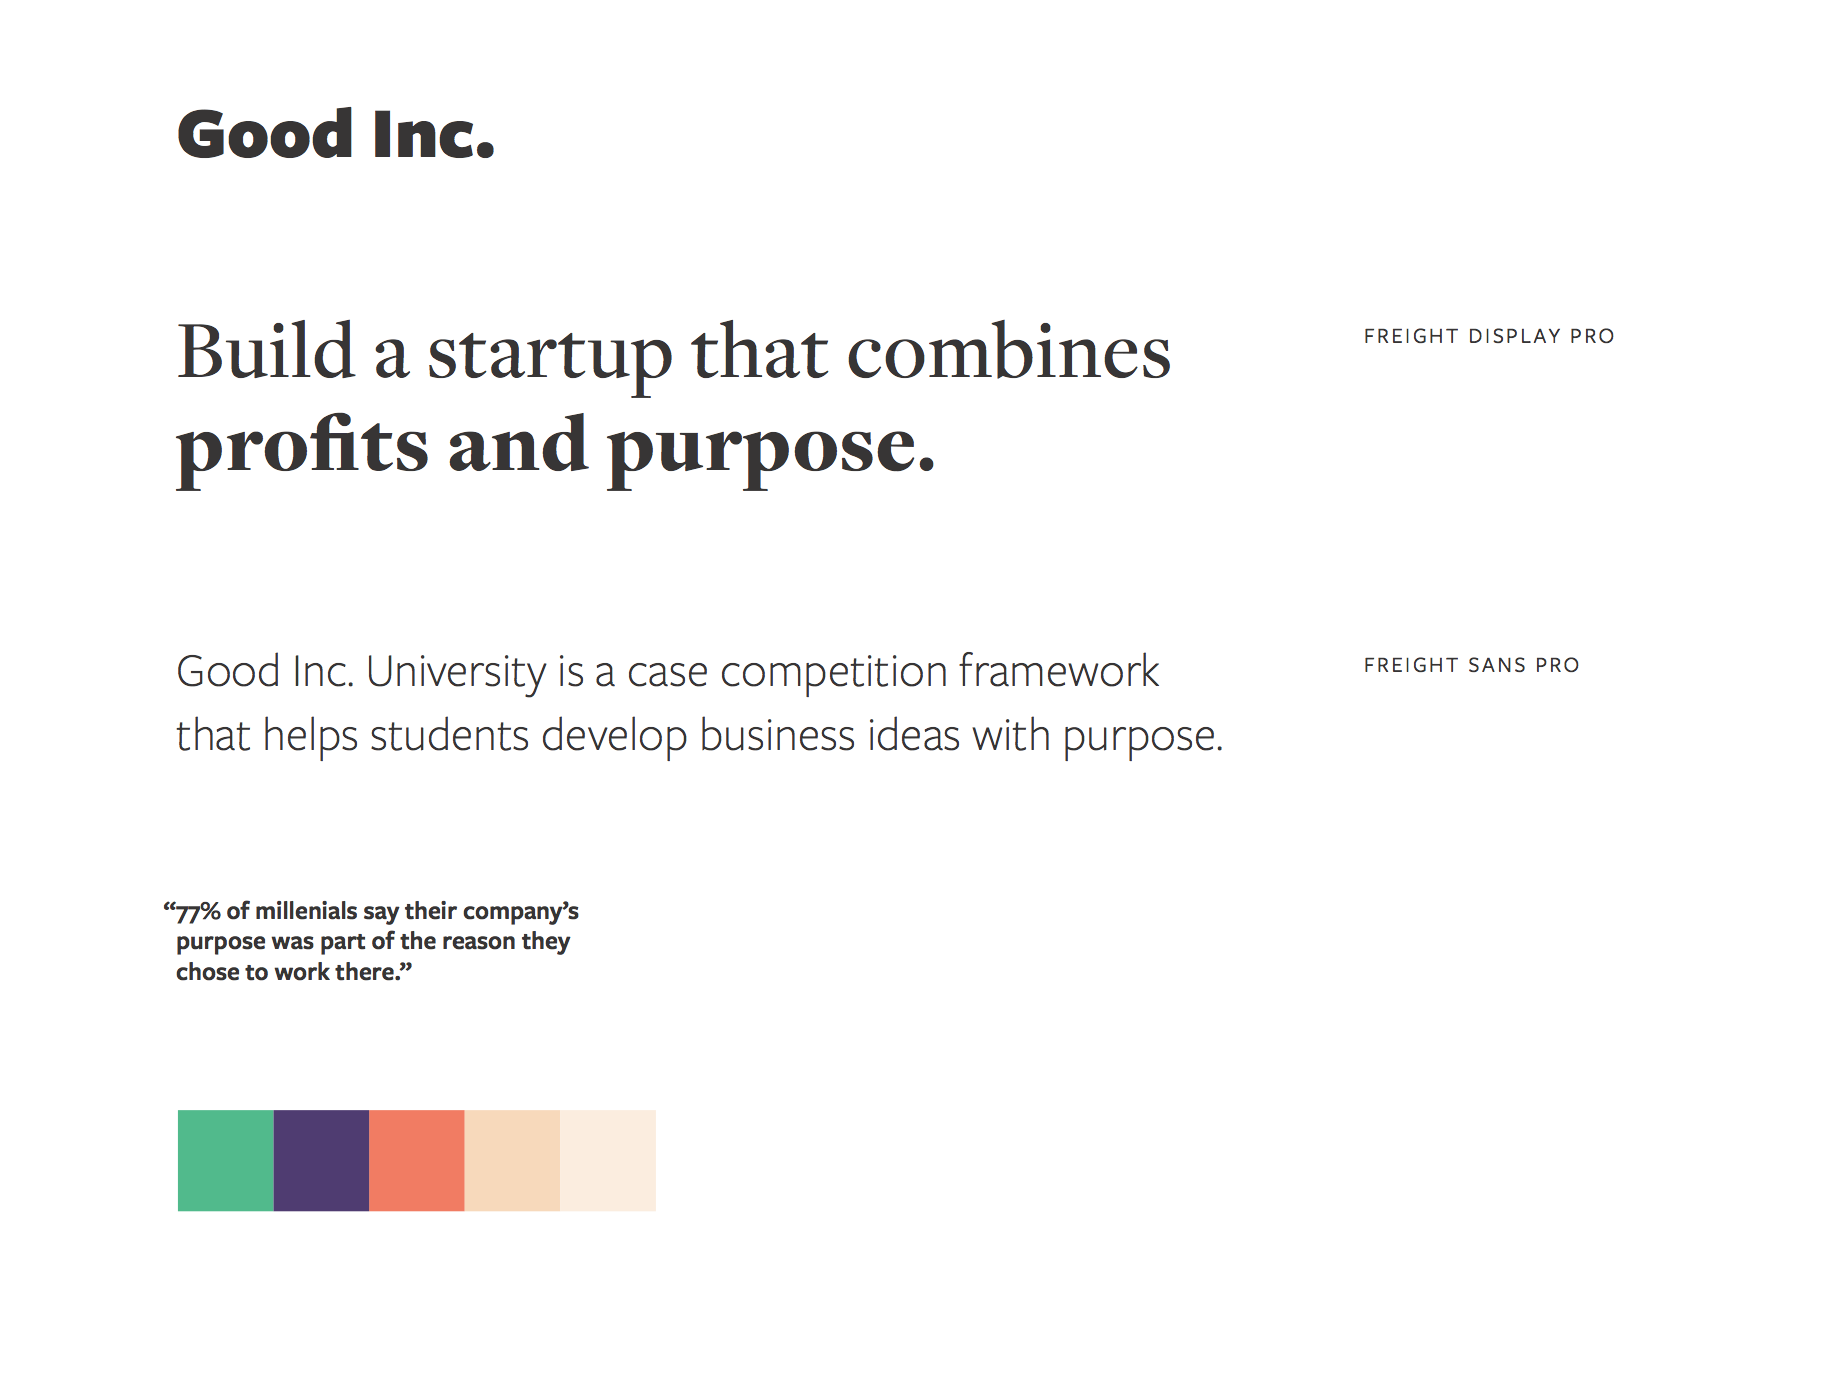 Good Inc.
Build a startup that combines
profits and purpose.
FREIGHT DISPLAY PRO
Good Inc. University is a case competition framework
that helps students develop business ideas with purpose.
FREIGHT SANS PRO
“77% of millenials say their company’s
purpose was part of the reason they
chose to work there.”